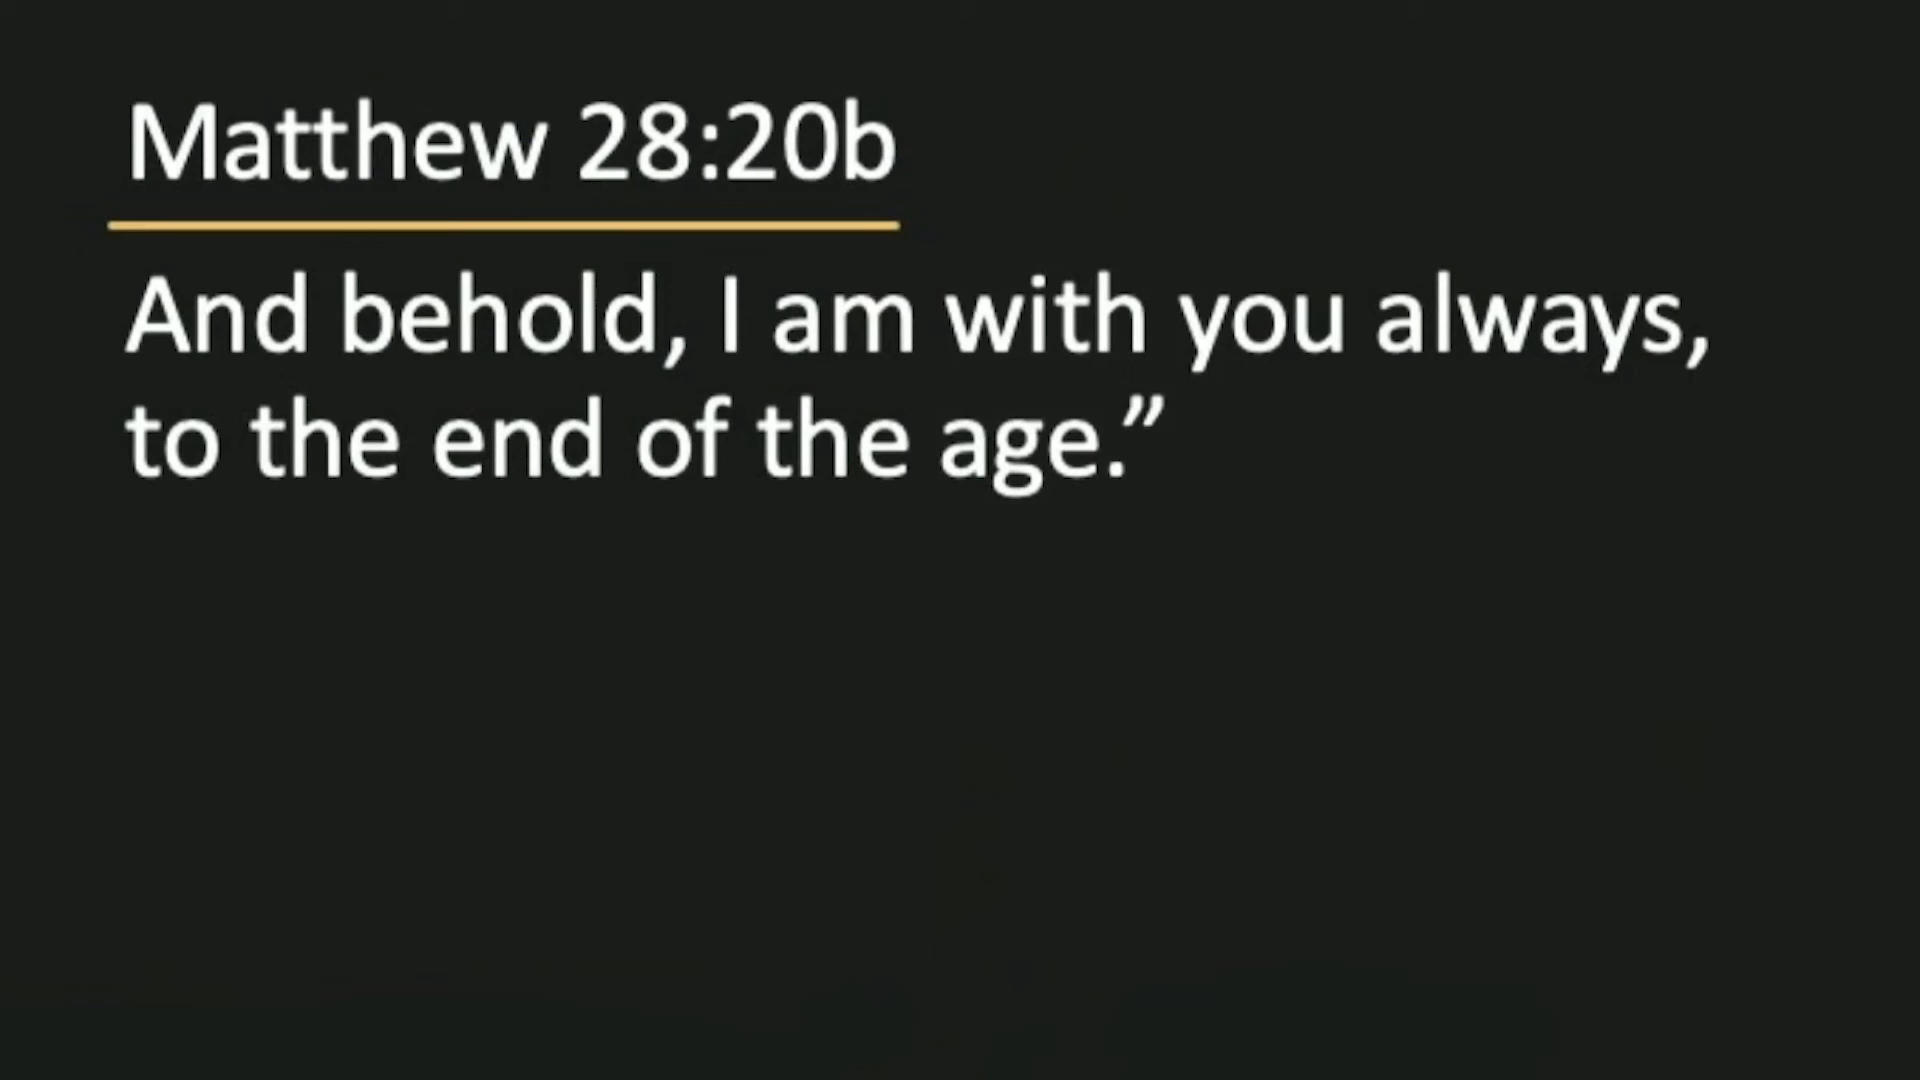 Matthew 28:20b
And behold, I am with you always,
to the end of the age.”